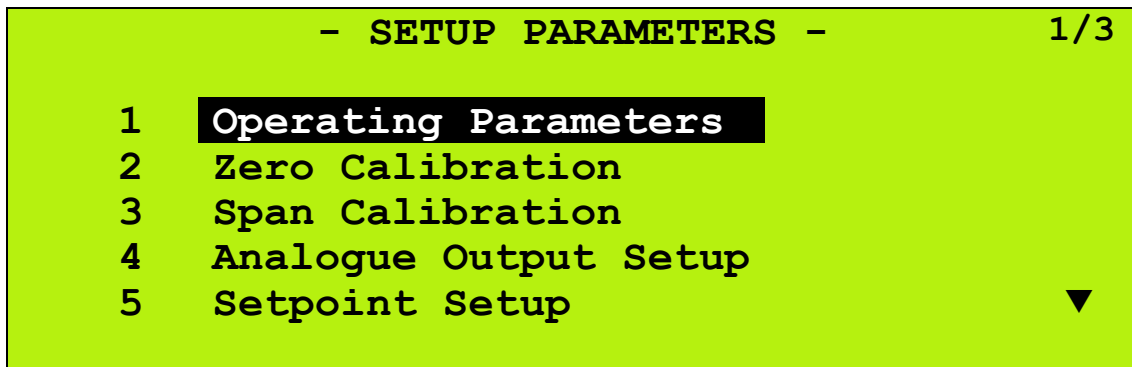 – SETUP PARAMETERS – 1/3
1 Operating Parameters
2 Zero Calibration
3 Span Calibration
4 Analogue Output Setup
5 Setpoint Setup ▼